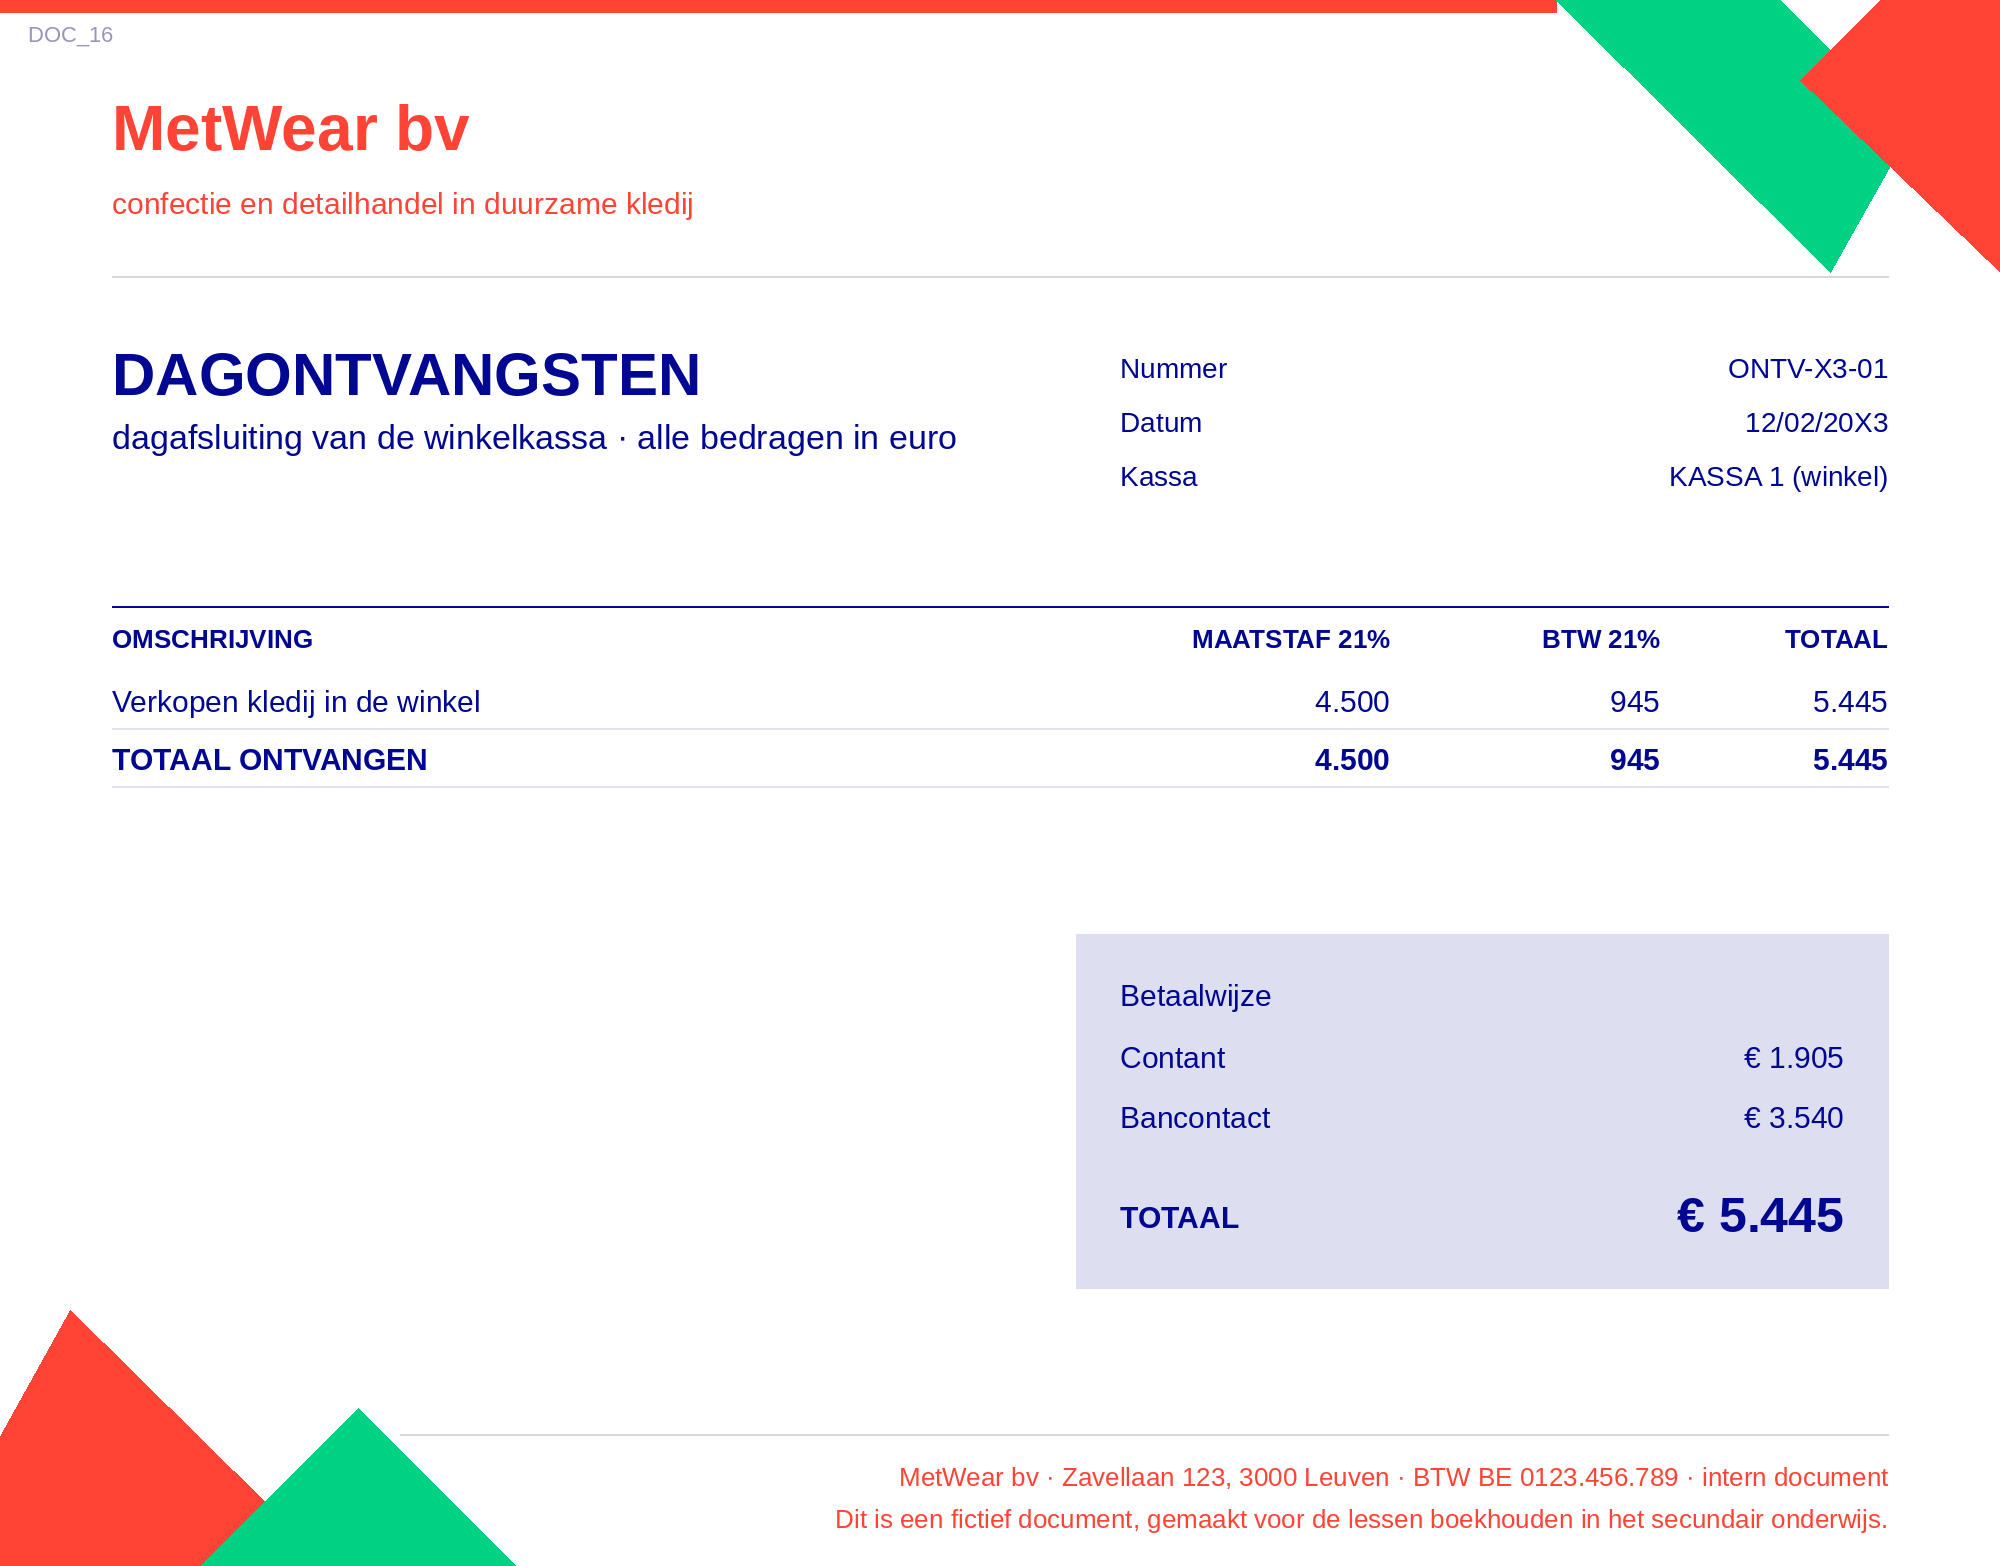 DOC_16
MetWear bv
confectie en detailhandel in duurzame kledij
DAGONTVANGSTEN
dagafsluiting van de winkelkassa · alle bedragen in euro
Nummer ONTV-X3-01
Datum 12/02/20X3
Kassa KASSA 1 (winkel)
OMSCHRIJVING MAATSTAF 21% BTW 21% TOTAAL
Verkopen kledij in de winkel 4.500 945 5.445
TOTAAL ONTVANGEN 4.500 945 5.445
Betaalwijze
Contant € 1.905
Bancontact € 3.540
TOTAAL € 5.445
MetWear bv · Zavellaan 123, 3000 Leuven · BTW BE 0123.456.789 · intern document
Dit is een fictief document, gemaakt voor de lessen boekhouden in het secundair onderwijs.